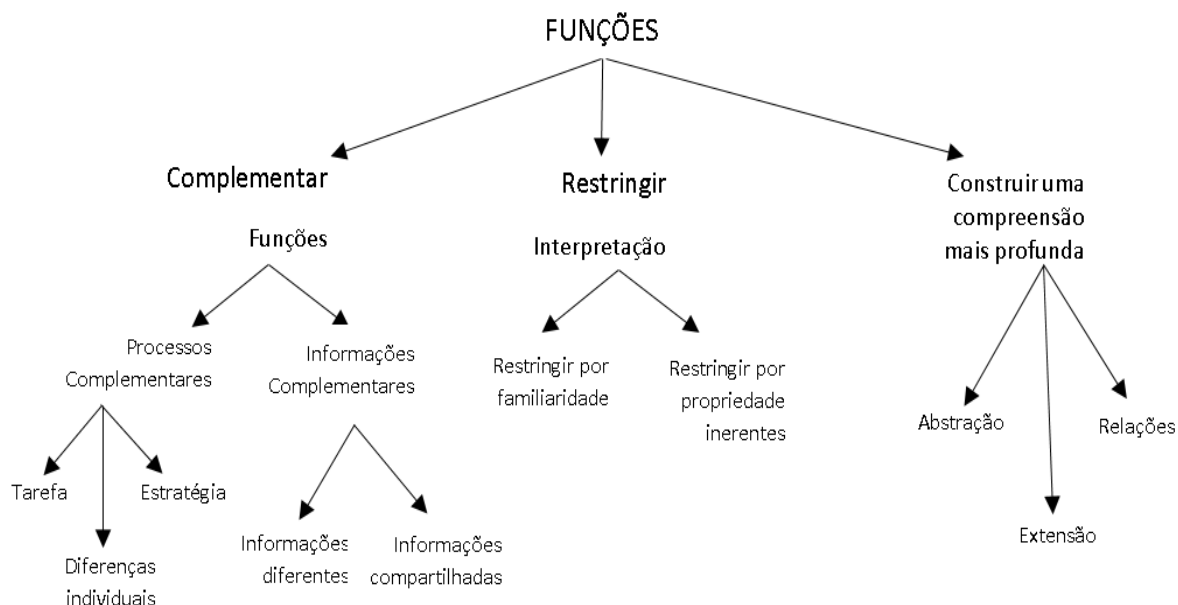 FUNÇÕES
Complementar
Funções
Processos
Complementares
Tarefa
Estratégia
Diferenças
individuais
Informações
Complementares
Informações
diferentes
Informações
compartilhadas
Restringir
Interpretação
Restringir por
familiaridade
Restringir por
propriedade
inerentes
Construir uma
compreensão
mais profunda
Abstração
Extensão
Relações